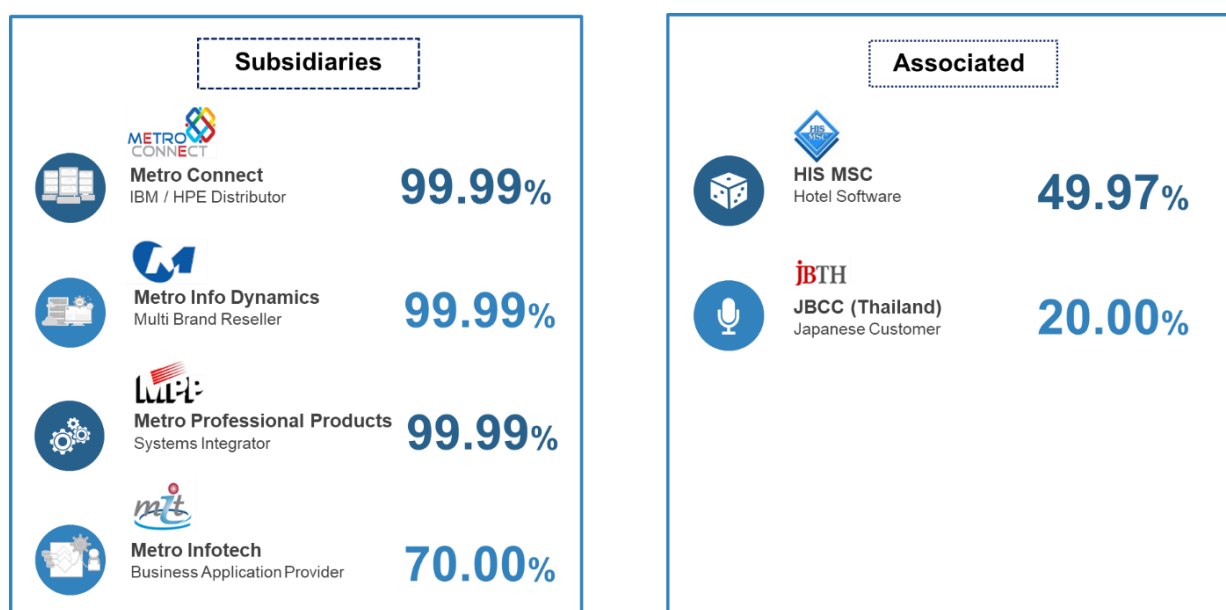 Subsidiaries
METRO
CONNECT
Metro Connect
IBM / HPE Distributor
99.99%
Metro Info Dynamics
Multi Brand Reseller
99.99%
MPP
Metro Professional Products
Systems Integrator
99.99%
mit
Metro Infotech
Business Application Provider
70.00%
Associated
HIS
MSC
HIS MSC
Hotel Software
49.97%
jBTH
JBCC (Thailand)
Japanese Customer
20.00%